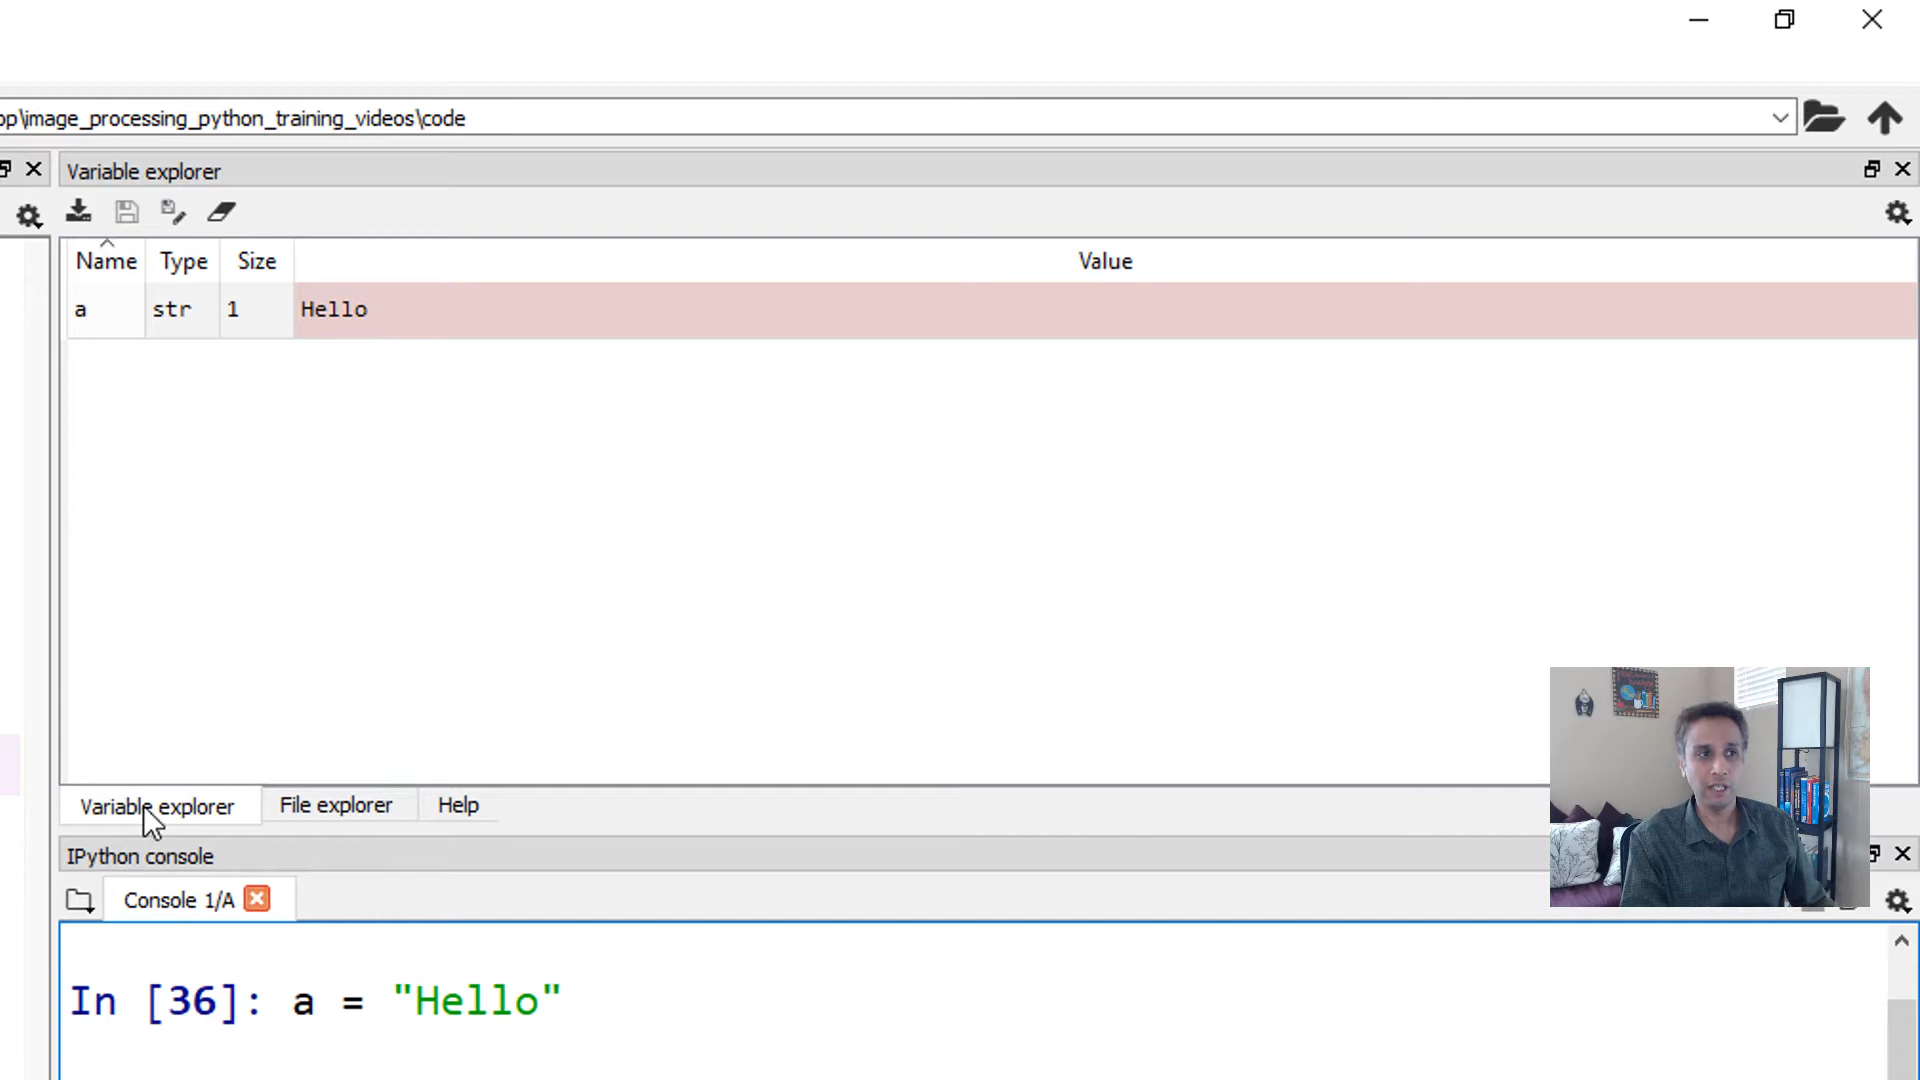 op\image_processing_python_training_videos\code
Variable explorer
Name Type Size Value
a str 1 Hello
Variable explorer File explorer Help
IPython console
Console 1/A
In [36]: a = "Hello"